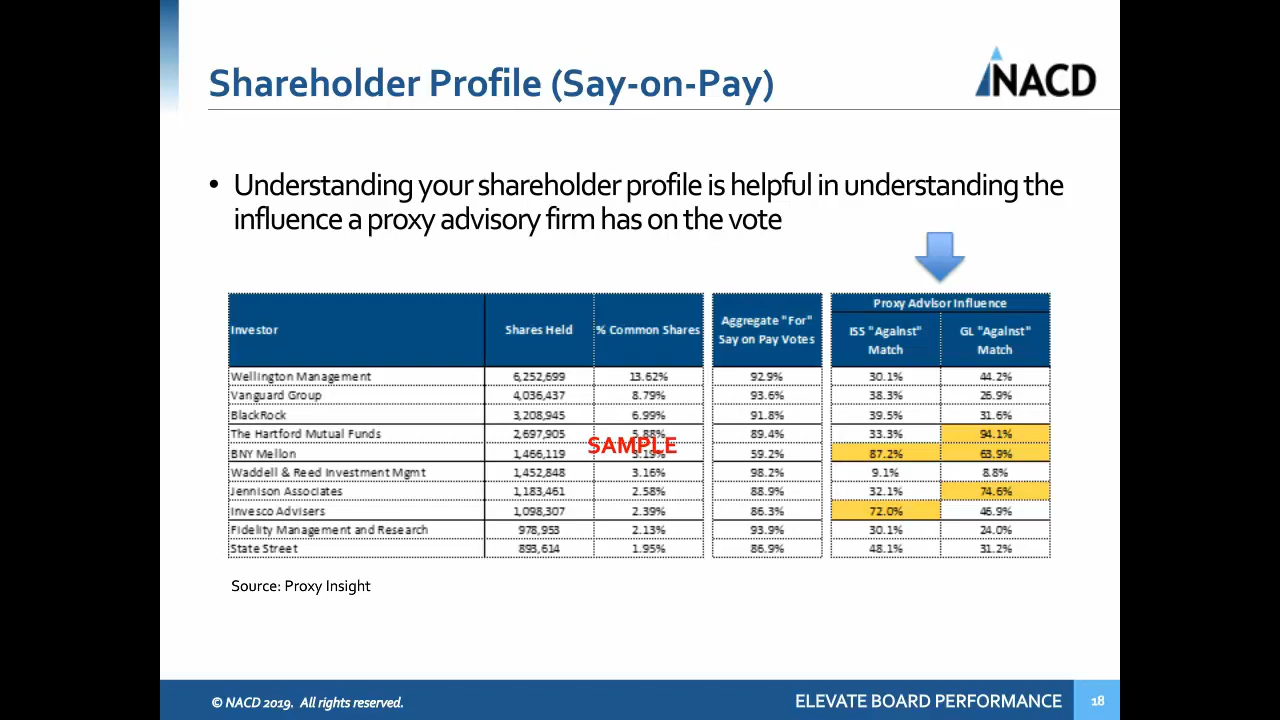 Shareholder Profile (Say-on-Pay)
NACD
• Understanding your shareholder profile is helpful in understanding the
influence a proxy advisory firm has on the vote
Investor Shares Held % Common Shares Aggregate "For" Say on Pay Votes Proxy Advisor Influence
ISS "Against" Match GL "Against" Match
Wellington Management 6,252,699 13.62% 92.9% 30.1% 44.2%
Vanguard Group 4,036,437 8.79% 93.6% 38.3% 26.9%
BlackRock 3,208,945 6.99% 91.8% 39.5% 31.6%
The Hartford Mutual Funds 2,697,905 5.88% 89.4% 33.3% 94.1%
SAMPLE
BNY Mellon 1,466,119 3.19% 59.2% 87.2% 63.9%
Waddell & Reed Investment Mgmt 1,452,848 3.16% 98.2% 9.1% 8.8%
Jennison Associates 1,183,461 2.58% 88.9% 32.1% 74.6%
Invesco Advisers 1,098,307 2.39% 86.3% 72.0% 46.9%
Fidelity Management and Research 978,953 2.13% 93.9% 30.1% 24.0%
State Street 893,614 1.95% 86.9% 48.1% 31.2%
Source: Proxy Insight
© NACD 2019. All rights reserved.
ELEVATE BOARD PERFORMANCE 18